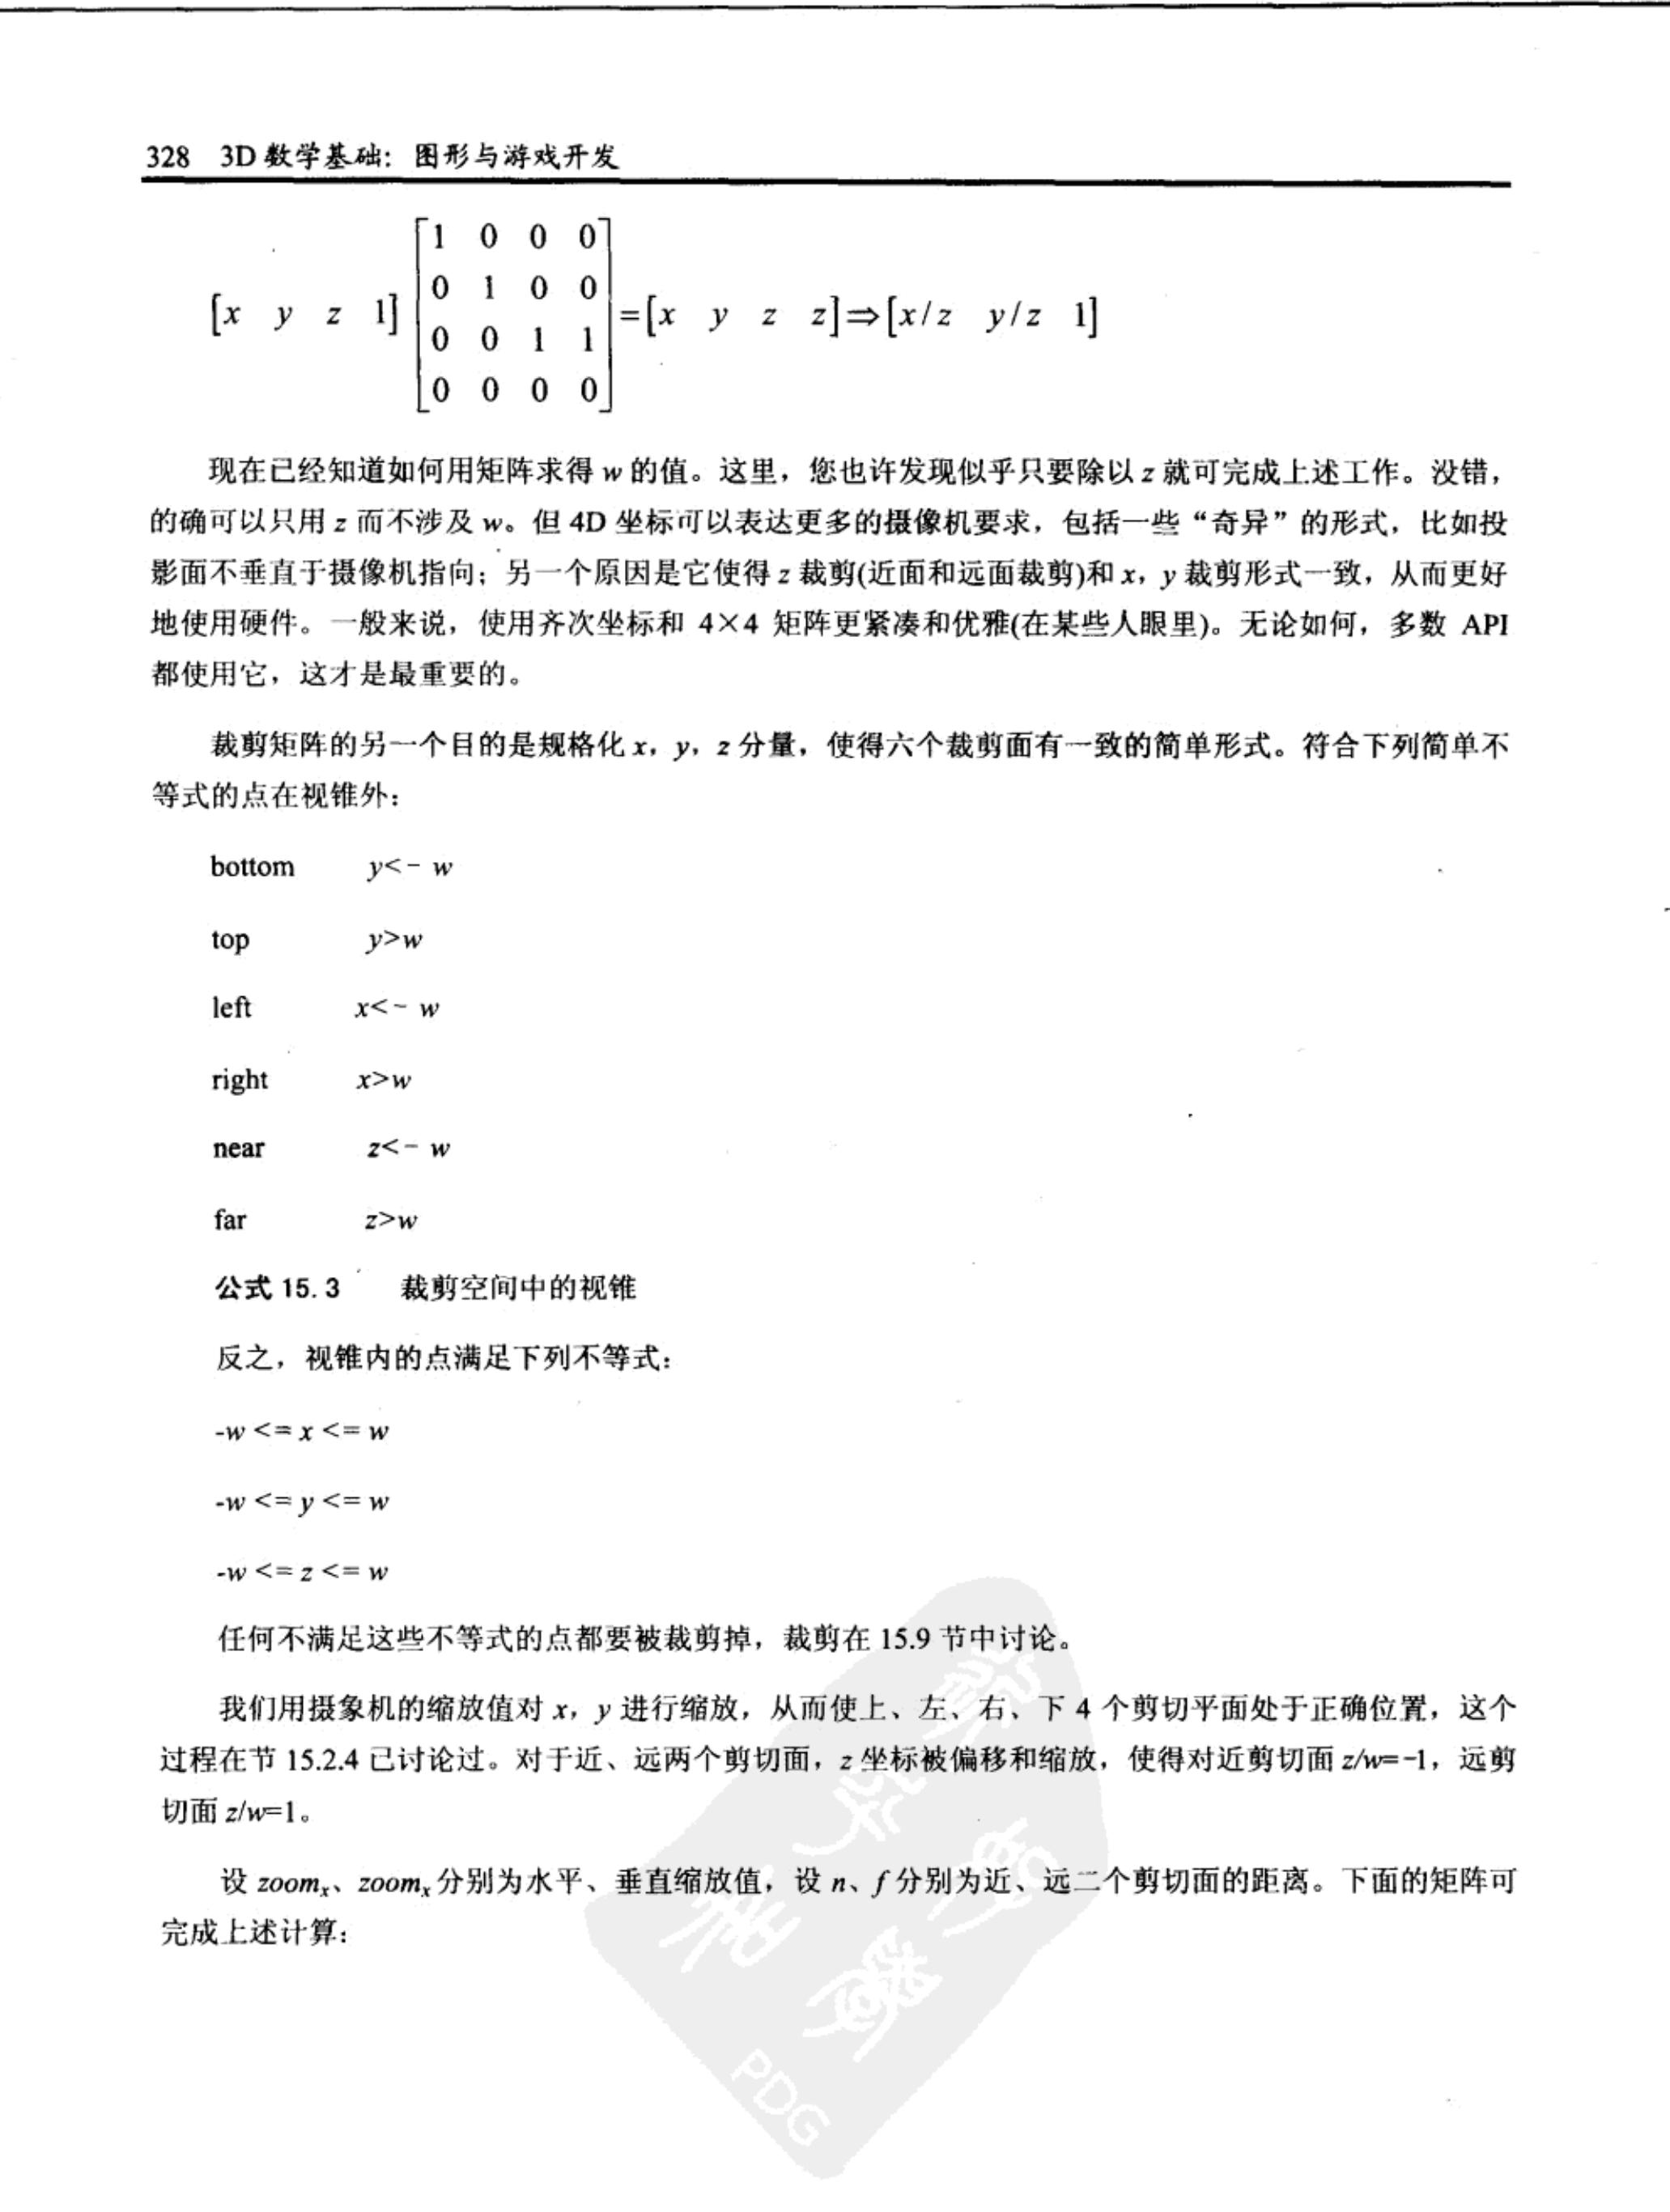 328 3D 数学基础：图形与游戏开发
[x y z 1] [1 0 0 0
0 1 0 0
0 0 1 1
0 0 0 0] =[x y z z]⇒[x/z y/z 1]
现在已经知道如何用矩阵求得 w 的值。这里，您也许发现似乎只要除以 z 就可完成上述工作。没错，
的确可以只用 z 而不涉及 w。但 4D 坐标可以表达更多的摄像机要求，包括一些“奇异”的形式，比如投
影面不垂直于摄像机指向；另一个原因是它使得 z 裁剪(近面和远面裁剪)和 x，y 裁剪形式一致，从而更好
地使用硬件。一般来说，使用齐次坐标和 4×4 矩阵更紧凑和优雅(在某些人眼里)。无论如何，多数 API
都使用它，这才是最重要的。
裁剪矩阵的另一个目的是规格化 x，y，z 分量，使得六个裁剪面有一致的简单形式。符合下列简单不
等式的点在视锥外：
bottom y<- w
top y>w
left x<- w
right x>w
near z<- w
far z>w
公式 15.3 裁剪空间中的视锥
反之，视锥内的点满足下列不等式：
-w <= x <= w
-w <= y <= w
-w <= z <= w
任何不满足这些不等式的点都要被裁剪掉，裁剪在 15.9 节中讨论。
我们用摄象机的缩放值对 x，y 进行缩放，从而使上、左、右、下 4 个剪切平面处于正确位置，这个
过程在节 15.2.4 已讨论过。对于近、远两个剪切面，z 坐标被偏移和缩放，使得对近剪切面 z/w=-1，远剪
切面 z/w=1。
设 zoomₓ、zoomₓ 分别为水平、垂直缩放值，设 n、f 分别为近、远二个剪切面的距离。下面的矩阵可
完成上述计算：
PDG